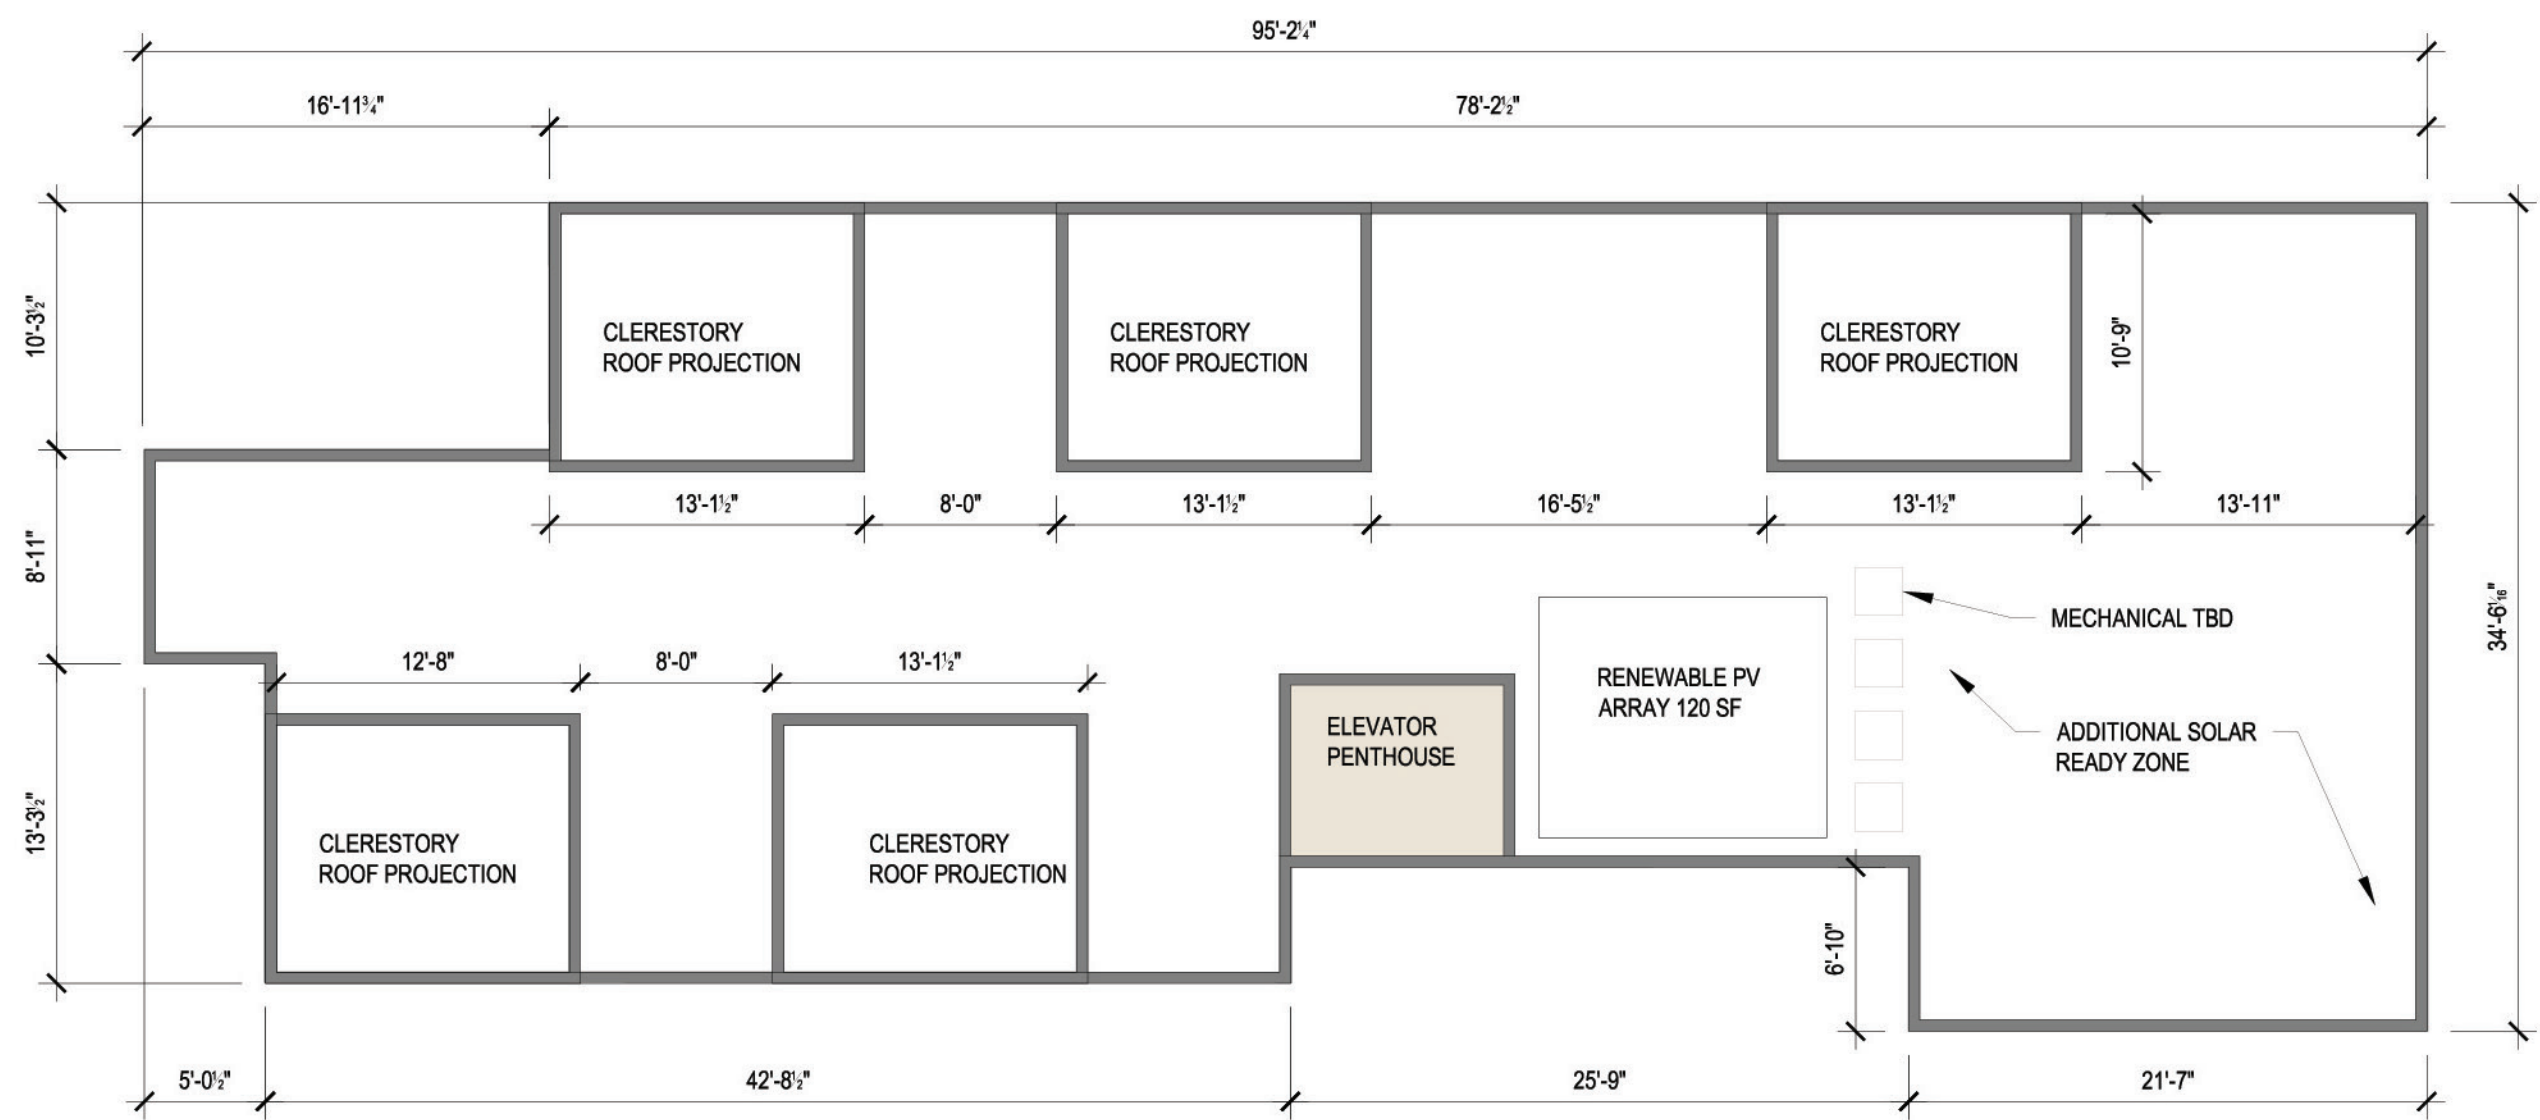 95'-2¼"
16'-11¾"
78'-2½"
10'-3½"
CLERESTORY
ROOF PROJECTION
CLERESTORY
ROOF PROJECTION
CLERESTORY
ROOF PROJECTION
10'-9"
13'-1½"
8'-0"
13'-1½"
16'-5½"
13'-1½"
13'-11"
8'-11"
34'-6 1/16"
MECHANICAL TBD
12'-8"
8'-0"
13'-1½"
RENEWABLE PV
ARRAY 120 SF
ELEVATOR
PENTHOUSE
ADDITIONAL SOLAR
READY ZONE
13'-3½"
CLERESTORY
ROOF PROJECTION
CLERESTORY
ROOF PROJECTION
6'-10"
5'-0½"
42'-8½"
25'-9"
21'-7"